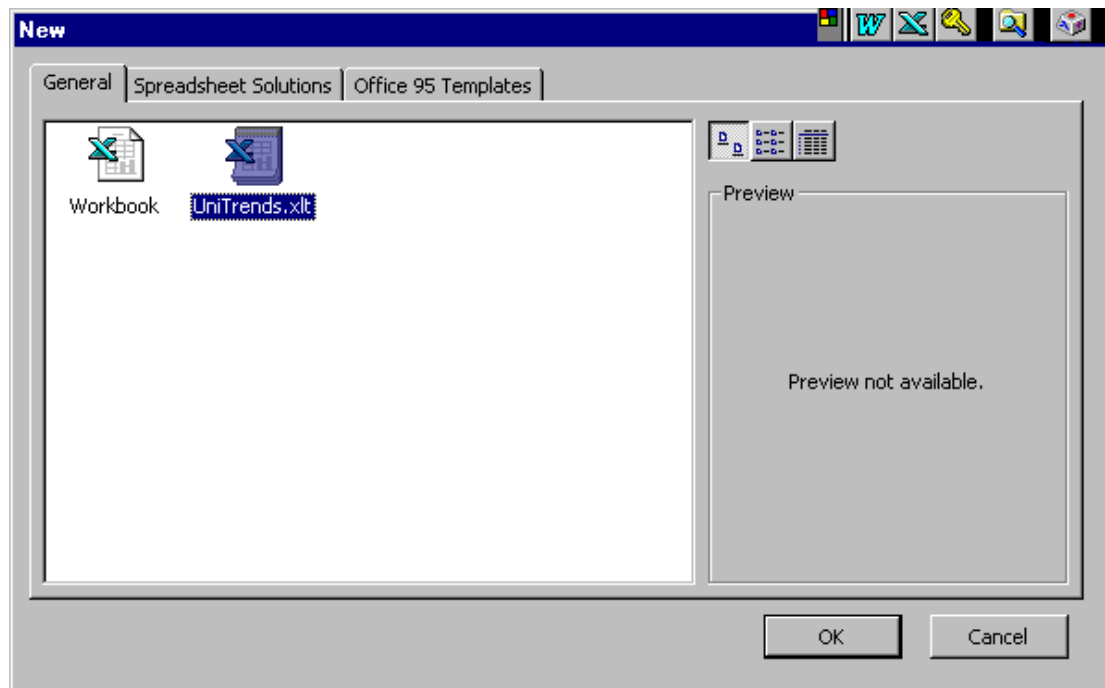 New
General
Spreadsheet Solutions
Office 95 Templates
Workbook
UniTrends.xlt
Preview
Preview not available.
OK
Cancel